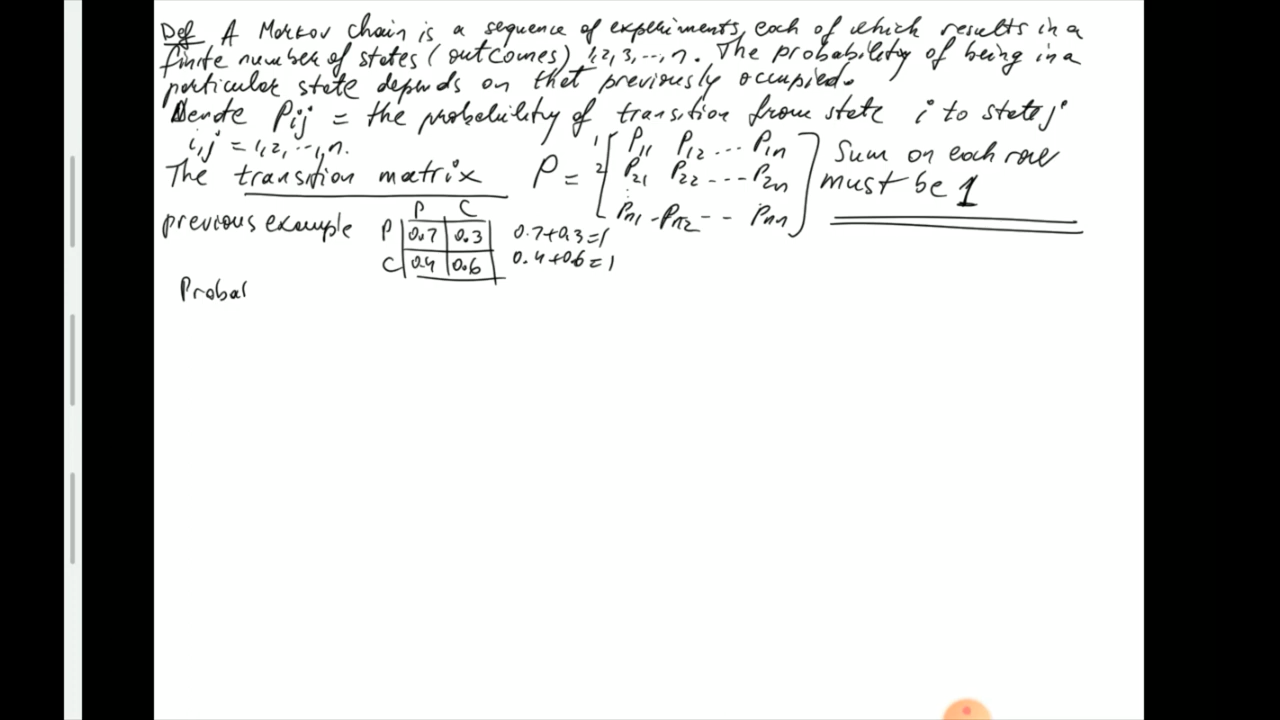 Def A Markov Chain is a sequence of experiments, each of which results in a
finite number of states (outcomes) 1,2,3,...,n. The probability of being in a
particular state depends on that previously occupied.
Denote Pij = the probability of transition from state i to state j
i,j = 1,2,...,n.
The transition matrix P = 1 2 [ P11 P12 ... P1n
P21 P22 --- P2n
Pn1 - Pn2 - - Pnn ] Sum on each row
must be 1
previous example P C
P 0.7 0.3 0.7+0.3=1
C 0.4 0.6 0.4+0.6=1
Probal